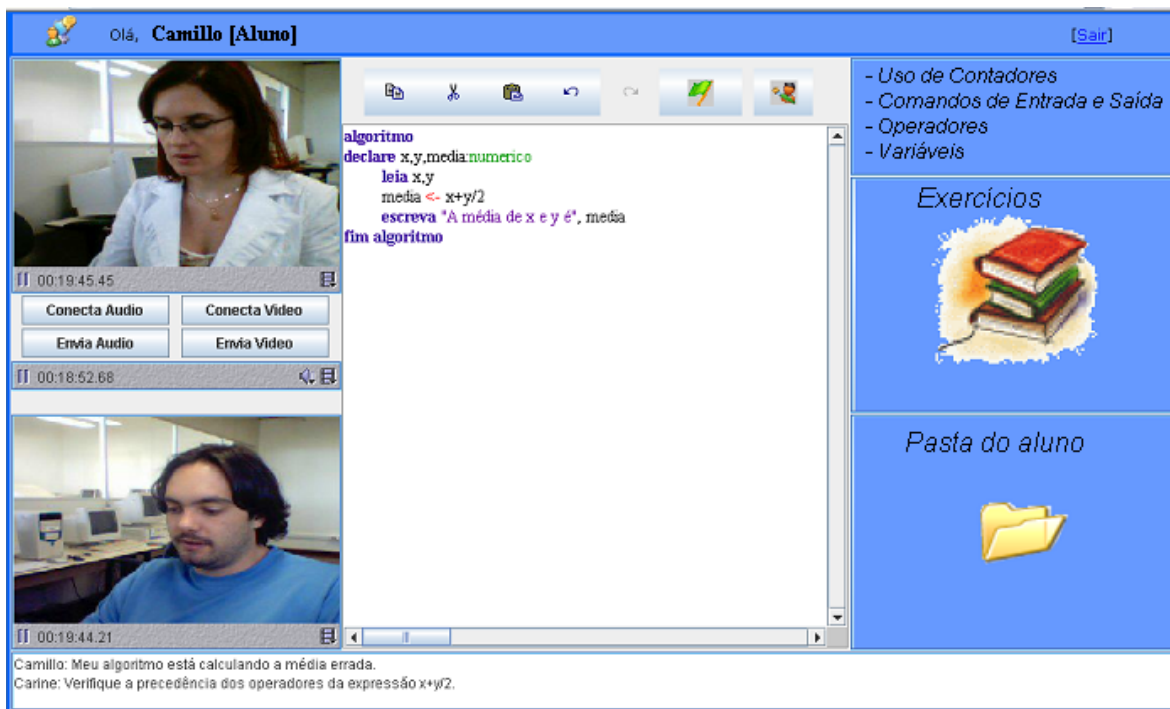 Olá, Camillo [Aluno]
[Sair]
00:19:45.45
Conecta Audio
Conecta Video
Envia Audio
Envia Video
00:18:52.68
00:19:44.21
algoritmo
declare x,y,media:numerico
leia x,y
media <- x+y/2
escreva "A média de x e y é", media
fim algoritmo
- Uso de Contadores
- Comandos de Entrada e Saída
- Operadores
- Variáveis
Exercícios
Pasta do aluno
Camillo: Meu algoritmo está calculando a média errada.
Carine: Verifique a precedência dos operadores da expressão x+y/2.